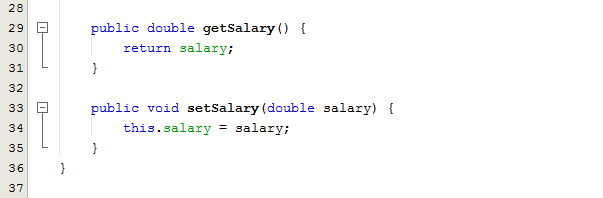 28
29 public double getSalary() {
30 return salary;
31 }
32
33 public void setSalary(double salary) {
34 this.salary = salary;
35 }
36 }
37